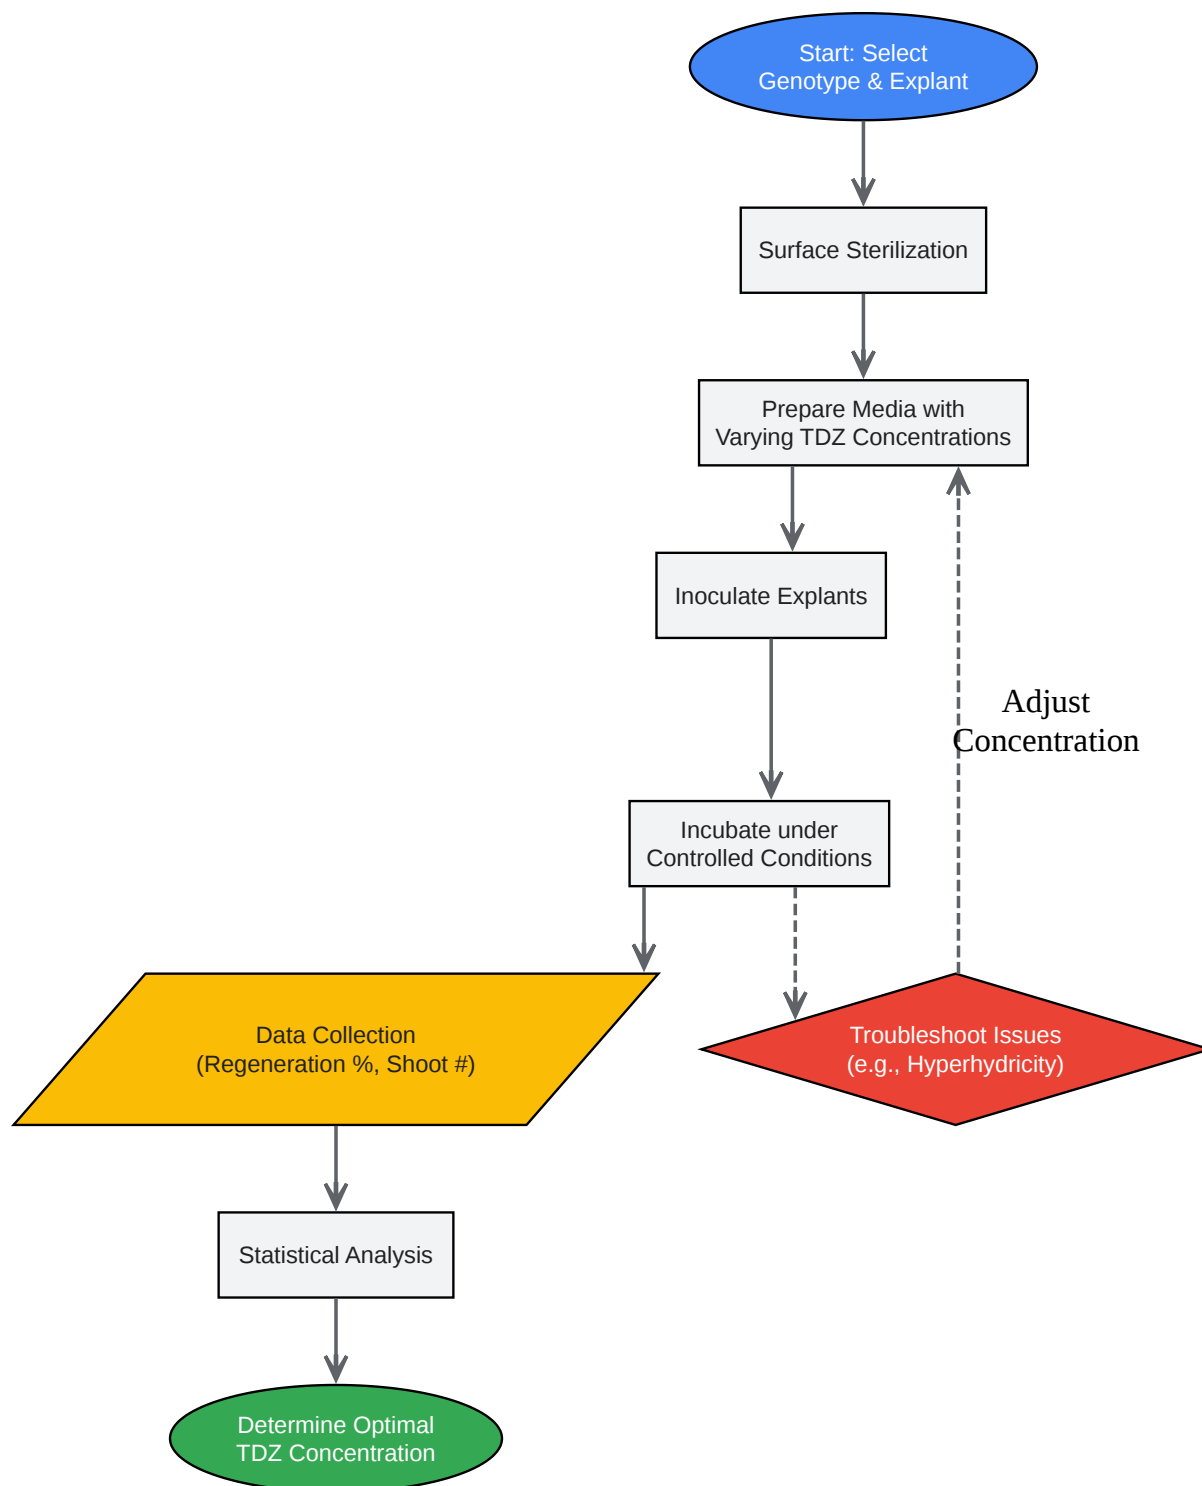 Start: Select
Genotype & Explant
Surface Sterilization
Prepare Media with
Varying TDZ Concentrations
Inoculate Explants
Adjust
Concentration
Incubate under
Controlled Conditions
Data Collection
(Regeneration %, Shoot #)
Troubleshoot Issues
(e.g., Hyperhydricity)
Statistical Analysis
Determine Optimal
TDZ Concentration